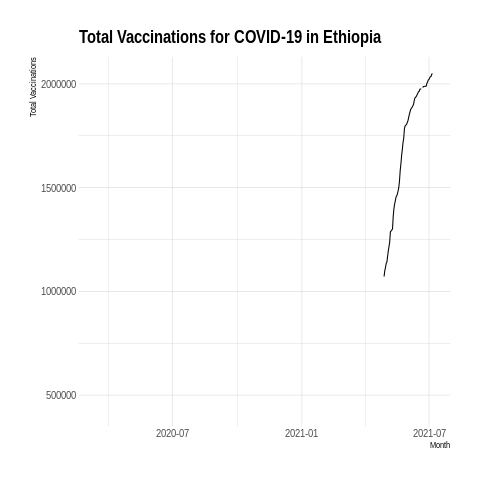 Total Vaccinations for COVID-19 in Ethiopia
Total Vaccinations
2000000
1500000
1000000
500000
2020-07 2021-01 2021-07
Month